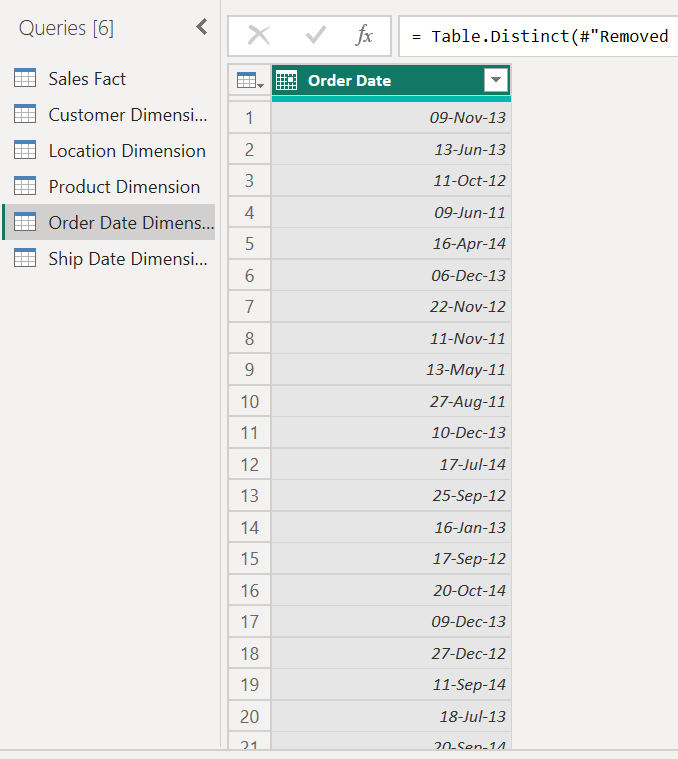 Queries [6]
Sales Fact
Customer Dimensi...
Location Dimension
Product Dimension
Order Date Dimens...
Ship Date Dimensi...
fx
= Table.Distinct(#"Removed
Order Date
1 09-Nov-13
2 13-Jun-13
3 11-Oct-12
4 09-Jun-11
5 16-Apr-14
6 06-Dec-13
7 22-Nov-12
8 11-Nov-11
9 13-May-11
10 27-Aug-11
11 10-Dec-13
12 17-Jul-14
13 25-Sep-12
14 16-Jan-13
15 17-Sep-12
16 20-Oct-14
17 09-Dec-13
18 27-Dec-12
19 11-Sep-14
20 18-Jul-13
21 20-Sep-14